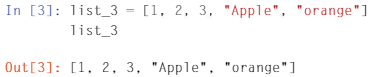 In [3]: list_3 = [1, 2, 3, "Apple", "orange"]
list_3
Out[3]: [1, 2, 3, "Apple", "orange"]